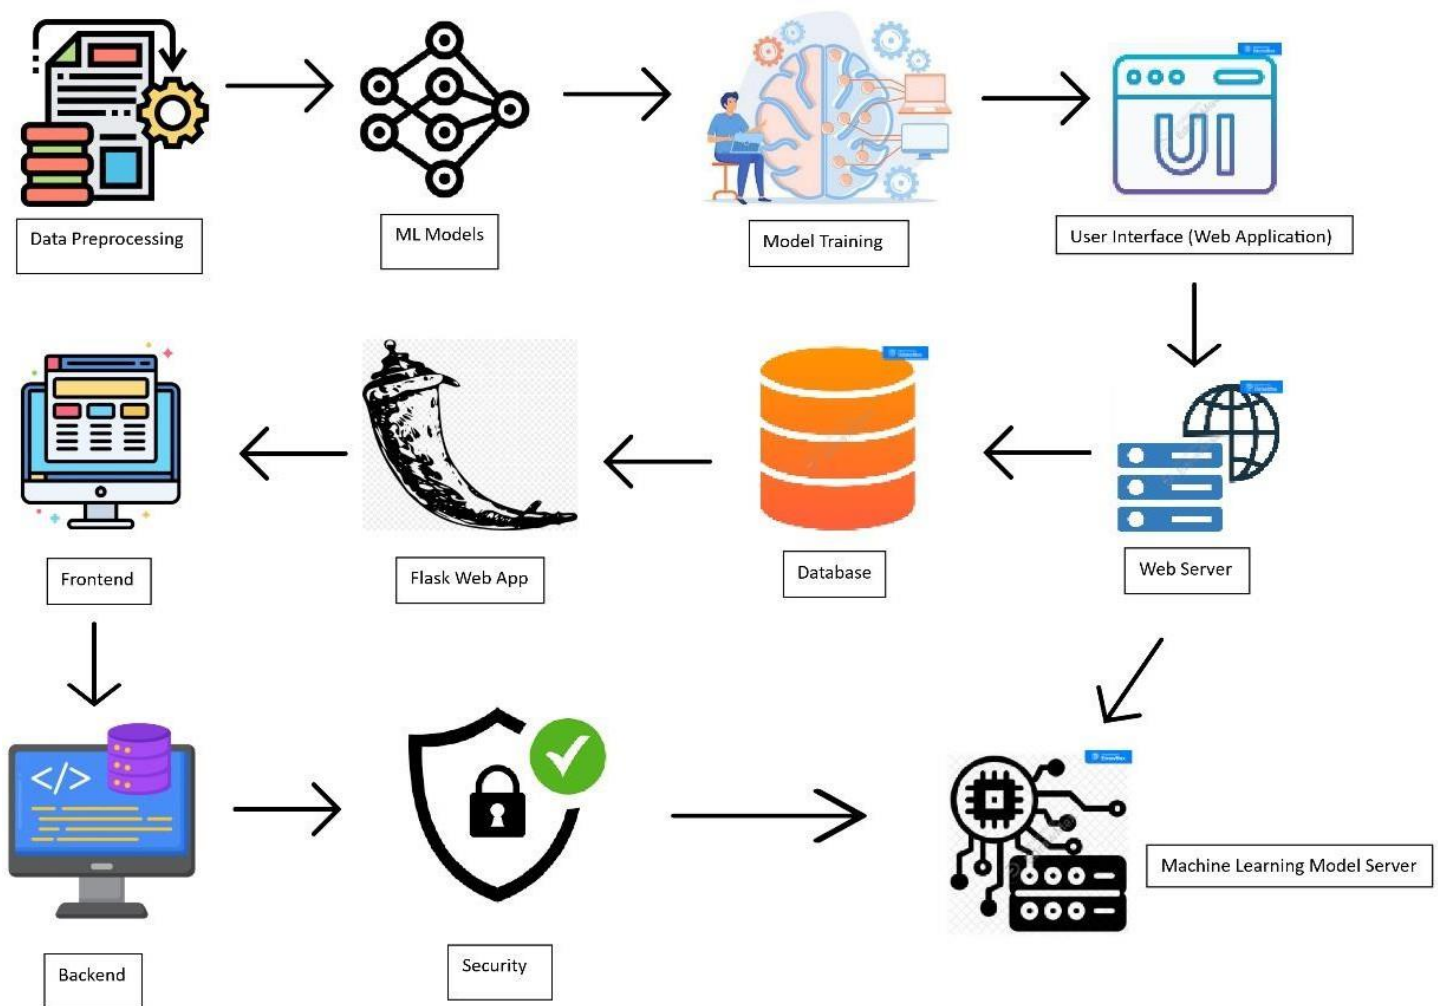 UI
Data Preprocessing
ML Models
Model Training
User Interface (Web Application)
Frontend
Flask Web App
Database
Web Server
</>
Machine Learning Model Server
Backend
Security